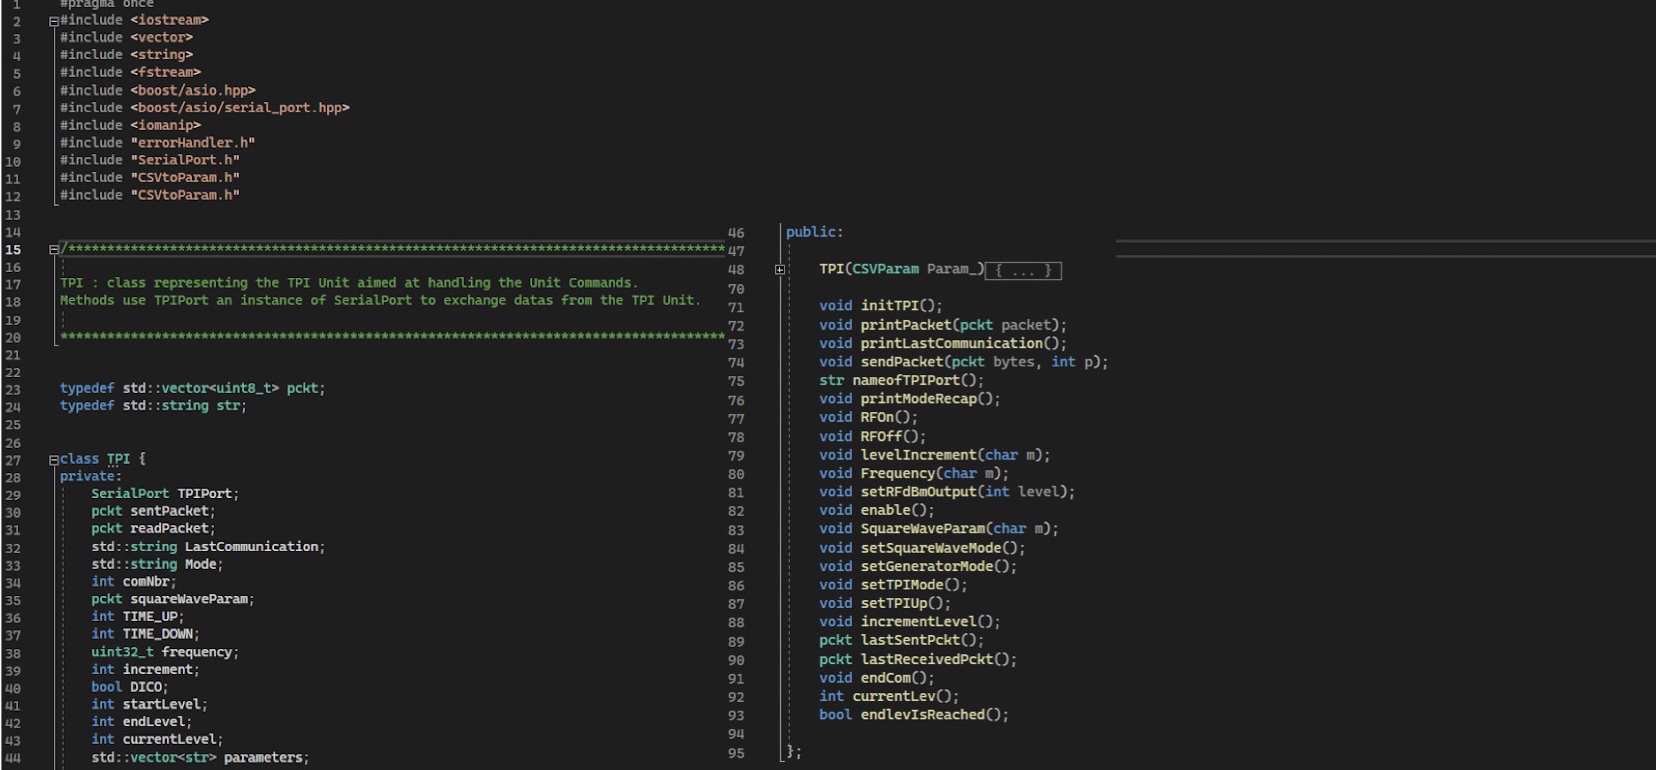 1 #pragma once
2 #include <iostream>
3 #include <vector>
4 #include <string>
5 #include <fstream>
6 #include <boost/asio.hpp>
7 #include <boost/asio/serial_port.hpp>
8 #include <iomanip>
9 #include "errorHandler.h"
10 #include "SerialPort.h"
11 #include "CSVtoParam.h"
12 #include "CSVtoParam.h"
13
14
15 /************************************************************************************
16
17 TPI : class representing the TPI Unit aimed at handling the Unit Commands.
18 Methods use TPIPort an instance of SerialPort to exchange datas from the TPI Unit.
19
20 *************************************************************************************
21
22
23 typedef std::vector<uint8_t> pckt;
24 typedef std::string str;
25
26
27 class TPI {
28 private:
29 SerialPort TPIPort;
30 pckt sentPacket;
31 pckt readPacket;
32 std::string LastCommunication;
33 std::string Mode;
34 int comNbr;
35 pckt squareWaveParam;
36 int TIME_UP;
37 int TIME_DOWN;
38 uint32_t frequency;
39 int increment;
40 bool DICO;
41 int startLevel;
42 int endLevel;
43 int currentLevel;
44 std::vector<str> parameters;
46 public:
47
48 TPI(CSVParam Param_){ ... }
70
71 void initTPI();
72 void printPacket(pckt packet);
73 void printLastCommunication();
74 void sendPacket(pckt bytes, int p);
75 str nameofTPIPort();
76 void printModeRecap();
77 void RFOn();
78 void RFOff();
79 void levelIncrement(char m);
80 void Frequency(char m);
81 void setRFdBmOutput(int level);
82 void enable();
83 void SquareWaveParam(char m);
84 void setSquareWaveMode();
85 void setGeneratorMode();
86 void setTPIMode();
87 void setTPIUp();
88 void incrementLevel();
89 pckt lastSentPckt();
90 pckt lastReceivedPckt();
91 void endCom();
92 int currentLev();
93 bool endlevIsReached();
94
95 };